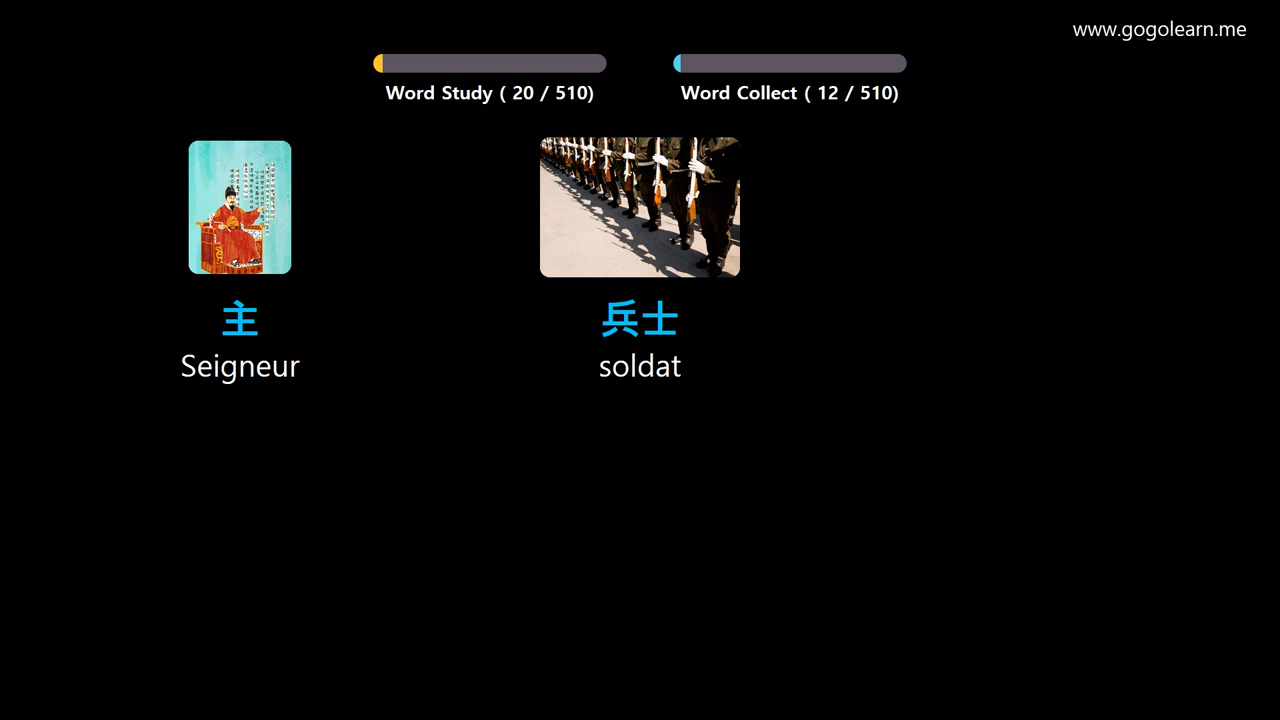 www.gogolearn.me
Word Study ( 20 / 510)
Word Collect ( 12 / 510)
主
Seigneur
兵士
soldat